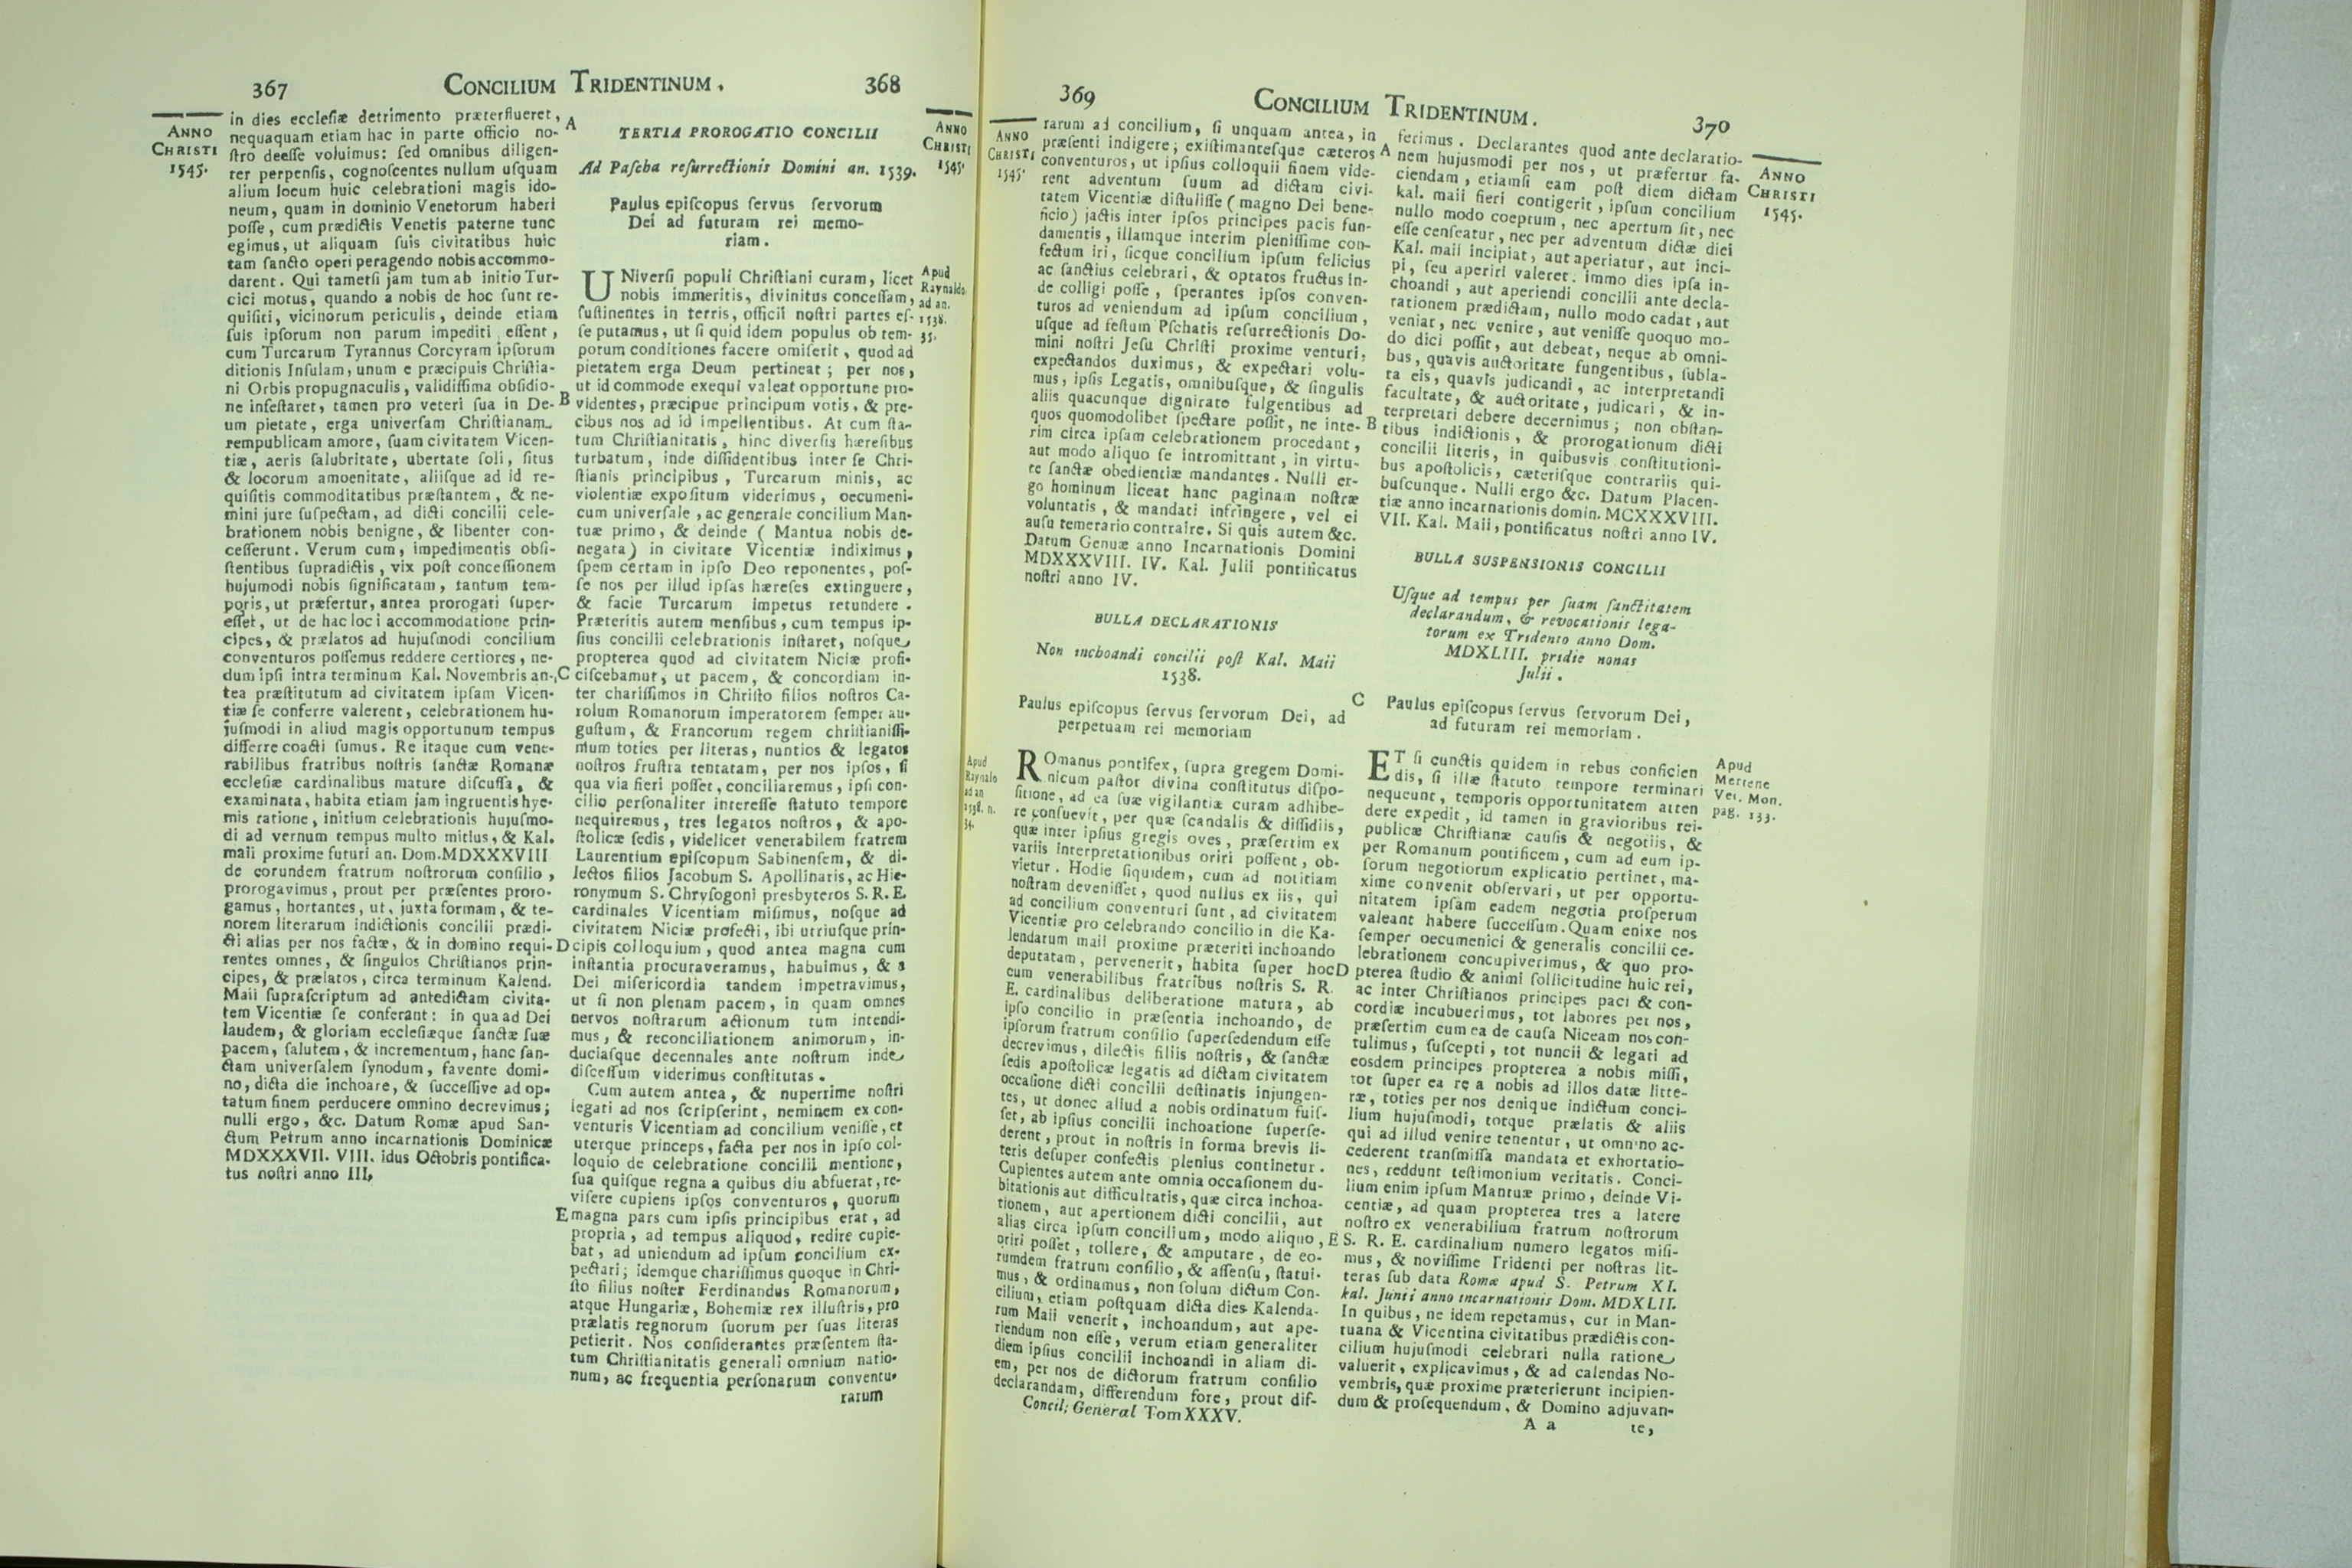 367
CONCILIUM TRIDENTINUM.
368
ANNO
CHRISTI
1545.
in dies ecclesiæ detrimento præterflueret,
nequaquam etiam hac in parte officio no-
stro deesse voluimus: sed omnibus diligen-
ter perpensis, cognoscentes nullum usquam
alium locum huic celebrationi magis ido-
neum, quam in dominio Venetorum haberi
posse, cum prædictis Venetis paterne tunc
egimus, ut aliquam suis civitatibus huic
tam sancto operi peragendo nobis accommo-
darent. Qui tametsi jam tum ab initio Tur-
cici motus, quando a nobis de hoc sunt re-
quisiti, vicinorum periculis, deinde etiam
suis ipsorum non parum impediti essent,
cum Turcarum Tyrannus Corcyram ipsorum
ditionis Insulam, unum e præcipuis Christia-
ni Orbis propugnaculis, validissima obsidio-
ne infestaret, tamen pro veteri sua in De-
um pietate, erga universam Christianam
rempublicam amore, suam civitatem Vicen-
tiæ, aeris salubritate, ubertate soli, situs
& locorum amoenitate, aliisque ad id re-
quisitis commoditatibus præstantem, & ne-
mini jure suspectam, ad dicti concilii cele-
brationem nobis benigne, & libenter con-
cesserunt. Verum cum, impedimentis obsi-
stentibus supradictis, vix post concessionem
hujumodi nobis significatam, tantum tem-
poris, ut præfertur, antea prorogati super-
esset, ut de hac loci accommodatione prin-
cipes, & prælatos ad hujusmodi concilium
conventuros possemus reddere certiores, ne-
dum ipsi intra terminum Kal. Novembris an-
tea præstitutum ad civitatem ipsam Vicen-
tiæ se conferre valerent, celebrationem hu-
jusmodi in aliud magis opportunum tempus
differre coacti sumus. Re itaque cum vene-
rabilibus fratribus nostris sanctæ Romanæ
ecclesiæ cardinalibus mature discussa, &
examinata, habita etiam jam ingruentis hye-
mis ratione, initium celebrationis hujusmo-
di ad vernum tempus multo mitius, & Kal.
maii proxime futuri an. Dom. MDXXXVIII
de eorundem fratrum nostrorum consilio,
prorogavimus, prout per præsentes proro-
gamus, hortantes, ut, juxta formam, & te-
norem literarum indictionis concilii prædi-
cti alias per nos factæ, & in domino requi-
rentes omnes, & singulos Christianos prin-
cipes, & prælatos, circa terminum Kalend.
Maii suprascriptum ad antedictam civita-
tem Vicentiæ se conferant: in qua ad Dei
laudem, & gloriam ecclesiæque sanctæ suæ
pacem, salutem, & incrementum, hanc san-
ctam universalem synodum, favente domi-
no, dicta die inchoare, & successive ad op-
tatum finem perducere omnino decrevimus;
nulli ergo, &c. Datum Romæ apud San-
ctum Petrum anno incarnationis Dominicæ
MDXXXVII. VIII. idus Octobris pontifica-
tus nostri anno III,
A
B
C
D
E
TERTIA PROROGATIO CONCILII
Ad Pascha resurrectionis Domini an. 1539.
Paulus episcopus servus servorum
Dei ad futuram rei memo-
riam.
UNiversi populi Christiani curam, licet
nobis immeritis, divinitus concessam,
sustinentes in terris, officii nostri partes es-
se putamus, ut si quid idem populus ob tem-
porum conditiones facere omiserit, quod ad
pietatem erga Deum pertineat; per nos,
ut id commode exequi valeat opportune pro-
videntes, præcipue principum votis, & pre-
cibus nos ad id impellentibus. At cum sta-
tum Christianitatis, hinc diversis hæresibus
turbatum, inde dissidentibus inter se Chri-
stianis principibus, Turcarum minis, ac
violentiæ expositum viderimus, oecumeni-
cum universale, ac generale concilium Man-
tuæ primo, & deinde ( Mantua nobis de-
negata) in civitate Vicentiæ indiximus,
spem certam in ipso Deo reponentes, pos-
se nos per illud ipsas hæreses extinguere,
& facie Turcarum impetus retundere.
Præteritis autem mensibus, cum tempus ip-
sius concilii celebrationis instaret, nosque
propterea quod ad civitatem Niciæ profi-
ciscebamur, ut pacem, & concordiam in-
ter charissimos in Christo filios nostros Ca-
rolum Romanorum imperatorem semper au-
gustum, & Francorum regem christianissi-
mum toties per literas, nuntios & legatos
nostros frustra tentatam, per nos ipsos, si
qua via fieri posset, conciliaremus, ipsi con-
cilio personaliter interesse statuto tempore
nequiremus, tres legatos nostros, & apo-
stolicæ sedis, videlicet venerabilem fratrem
Laurentium episcopum Sabinensem, & di-
lectos filios Jacobum S. Apollinaris, ac Hie-
ronymum S. Chrysogoni presbyteros S. R. E.
cardinales Vicentiam misimus, nosque ad
civitatem Niciæ profecti, ibi utriusque prin-
cipis colloquium, quod antea magna cum
instantia procuraveramus, habuimus, & a
Dei misericordia tandem impetravimus,
ut si non plenam pacem, in quam omnes
nervos nostrarum actionum tum intendi-
mus, & reconciliationem animorum, in-
duciasque decennales ante nostrum inde
discessum viderimus constitutas.
Cum autem antea, & nuperrime nostri
legati ad nos scripserint, neminem ex con-
venturis Vicentiam ad concilium venisse, et
uterque princeps, facta per nos in ipso col-
loquio de celebratione concilii mentione,
sua quisque regna a quibus diu abfuerat, re-
visere cupiens ipsos conventuros, quorum
magna pars cum ipsis principibus erat, ad
propria, ad tempus aliquod, redire cupie-
bat, ad uniendum ad ipsum concilium ex-
pectari; idemque charissimus quoque in Chri-
sto filius noster Ferdinandus Romanorum,
atque Hungariæ, Bohemiæ rex illustris, pro
prælatis regnorum suorum per suas literas
petierit. Nos considerantes præsentem sta-
tum Christianitatis generali omnium natio-
num, ac frequentia personarum conventu-
rarum
ANNO
CHRISTI
1545.
Apud
Raynald.
ad an.
1538.
35.
369
CONCILIUM TRIDENTINUM.
370
ANNO
CHRISTI
1545.
rarum ad concilium, si unquam antea, in
præsenti indigere; existimantesque cæteros
conventuros, ut ipsius colloquii finem vide-
rent adventum suum ad dictam civi-
tatem Vicentiæ distulisse ( magno Dei bene-
ficio) jactis inter ipsos principes pacis fun-
damentis, illamque interim plenissime con-
fectum iri, sicque concilium ipsum felicius
ac sanctius celebrari, & optatos fructus in-
de colligi posse, sperantes ipsos conven-
turos ad veniendum ad ipsum concilium,
usque ad festum Pschatis resurrectionis Do-
mini nostri Jesu Christi proxime venturi,
expectandos duximus, & expectari volu-
mus, ipsis Legatis, omnibusque, & singulis
aliis quacunque dignirate fulgentibus ad
quos quomodolibet spectare possit, ne inte-
rim circa ipsam celebrationem procedant,
aut modo aliquo se intromittant, in virtu-
te sanctæ obedientiæ mandantes. Nulli er-
go hominum liceat hanc paginam nostræ
voluntatis, & mandati infringere, vel ei
ausu temerario contraire. Si quis autem &c.
Datum Genuæ anno Incarnationis Domini
MDXXXVIII. IV. Kal. Julii pontificatus
nostri anno IV.
BULLA DECLARATIONIS
Non inchoandi concilii post Kal. Maii
1538.
Paulus episcopus servus servorum Dei, ad
perpetuam rei memoriam
Apud
Raynald
ad an
1538. n.
34.
ROmanus pontifex, supra gregem Domi-
nicum pastor divina constitutus dispo-
sitione, ad ea suæ vigilantiæ curam adhibe-
re consuevit, per quæ scandalis & dissidiis,
quæ inter ipsius gregis oves, præsertim ex
variis interpretationibus oriri possent, ob-
vietur. Hodie siquidem, cum ad notitiam
nostram devenisset, quod nullus ex iis, qui
ad concilium conventuri sunt, ad civitatem
Vicentiæ pro celebrando concilio in die Ka-
lendarum maii proxime præteriti inchoando
deputatam, pervenerit, habita super hoc
cum venerabilibus fratribus nostris S. R.
E. cardinalibus deliberatione matura, ab
ipso concilio in præsentia inchoando, de
ipsorum fratrum consilio supersedendum esse
decrevimus, dilectis filiis nostris, & sanctæ
sedis apostolicæ legatis ad dictam civitatem
occasione dicti concilii destinatis injungen-
tes, ut donec aliud a nobis ordinatum fuis-
set, ab ipsius concilii inchoatione superse-
derent, prout in nostris in forma brevis li-
teris desuper confectis plenius continetur.
Cupientes autem ante omnia occasionem du-
bitationis aut difficultatis, quæ circa inchoa-
tionem, aut apertionem dicti concilii, aut
alias circa ipsum concilium, modo aliquo,
oriri posset, tollere, & amputare, de eo-
rumdem fratrum consilio, & assensu, statui-
mus, & ordinamus, non solum dictum Con-
cilium, etiam postquam dicta dies Kalenda-
rum Maii venerit, inchoandum, aut ape-
riendum non esse, verum etiam generaliter
diem ipsius concilii inchoandi in aliam di-
em, per nos de dictorum fratrum consilio
declarandam, differendum fore, prout dif-
Concil; General Tom XXXV.
A
B
C
D
E
ferimus. Declarantes quod ante declaratio-
nem hujusmodi per nos, ut præfertur fa-
ciendam, etiamsi eam post diem dictam
kal. maii fieri contigerit, ipsum concilium
nullo modo coeptum, nec apertum sit, nec
esse censeatur, nec per adventum dictæ diei
Kal. maii incipiat, aut aperiatur, aut inci-
pi, seu aperiri valeret. immo dies ipsa in-
choandi, aut aperiendi concilii ante decla-
rationem prædictam, nullo modo cadat, aut
veniat, nec venire, aut venisse quoquo mo-
do dici possit, aut debeat, neque ab omni-
bus, quavis auctoritate fungentibus, subla-
ta eis, quavis judicandi, ac interpretandi
facultate, & auctoritate, judicari, & in-
terpretari debere decernimus; non obstan-
tibus indictionis, & prorogationum dicti
concilii literis, in quibusvis constitutioni-
bus apostolicis, cæterisque contrariis qui-
buscunque. Nulli ergo &c. Datum Placen-
tiæ anno incarnationis domin. MCXXXVIII.
VII. Kal. Maii, pontificatus nostri anno IV.
BULLA SUSPENSIONIS CONCILII
Usque ad tempus per suam sanctitatem
declarandum, & revocationis lega-
torum ex Tridento anno Dom.
MDXLIII. pridie nonas
Julii.
Paulus episcopus servus servorum Dei,
ad futuram rei memoriam.
ET si cunctis quidem in rebus conficien
dis, si illæ statuto tempore terminari
nequeunt, temporis opportunitatem atten
dere expedit, id tamen in gravioribus rei-
publicæ Christianæ causis & negotiis, &
per Romanum pontificem, cum ad eum ip-
sorum negotiorum explicatio pertinet, ma-
xime convenit observari, ut per opportu-
nitatem ipsam eadem negotia prosperum
valeant habere successum. Quam enixe nos
semper oecumenici & generalis concilii ce-
lebrationem concupiverimus, & quo pro-
pterea studio & animi sollicitudine huic rei,
ac inter Christianos principes paci & con-
cordiæ incubuerimus, tot labores per nos,
præsertim cum ea de causa Niceam nos con-
tulimus, suscepti, tot nuncii & legati ad
eosdem principes propterea a nobis missi,
tot super ea re a nobis ad illos datæ litte-
ræ, toties per nos denique indictum conci-
lium hujusmodi, totque prælatis & aliis
qui ad illud venire tenentur, ut omnino ac-
cederent transmissa mandata et exhortatio-
nes, reddunt testimonium veritatis. Conci-
lium enim ipsum Mantuæ primo, deinde Vi-
centiæ, ad quam propterea tres a latere
nostro ex venerabilium fratrum nostrorum
S. R. E. cardinalium numero legatos misi-
mus, & novissime Tridenti per nostras lit-
teras sub data Romæ apud S. Petrum XI.
kal. Junii anno incarnationis Dom. MDXLII.
In quibus, ne idem repetamus, cur in Man-
tuana & Vicentina civitatibus prædictis con-
cilium hujusmodi celebrari nulla ratione
valuerit, explicavimus, & ad calendas No-
vembris, quæ proxime præterierunt incipien-
dum & prosequendum, & Domino adjuvan-
A a
te,
ANNO
CHRISTI
1545.
Apud
Mertene
Vet. Mon.
pag. 133.